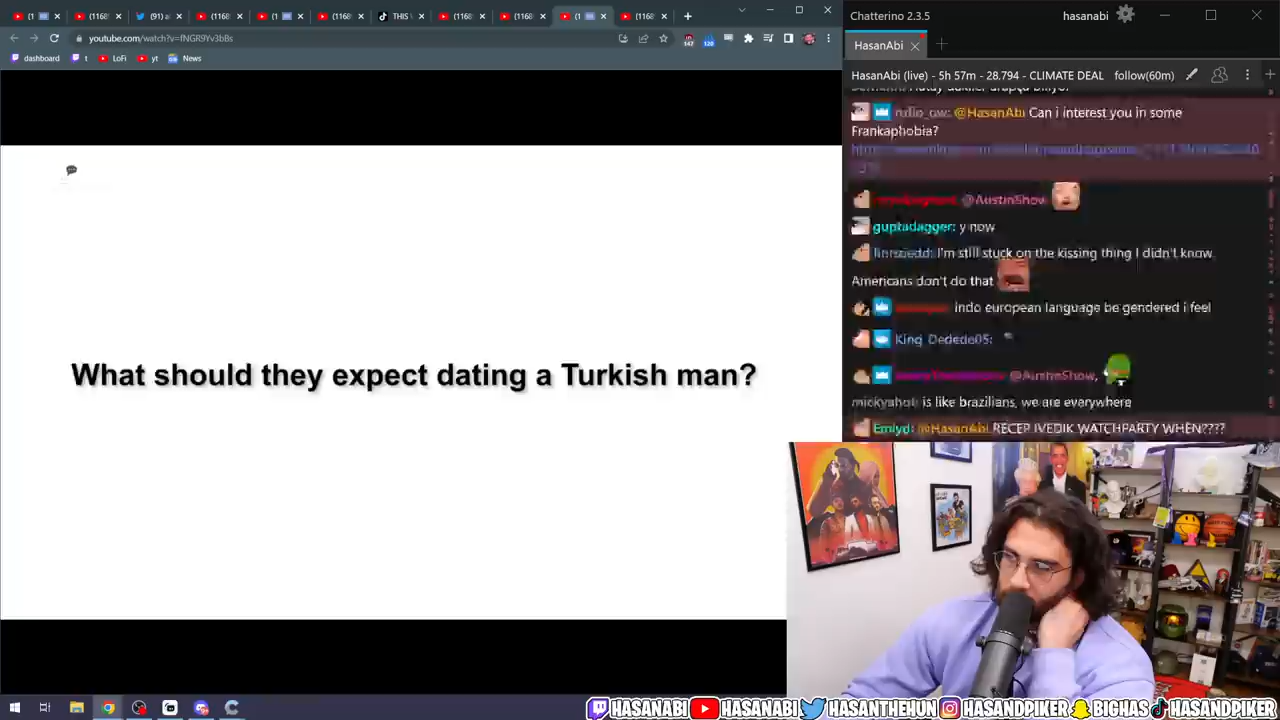 youtube.com/watch?v=fNGR9Yv3bBs
dashboard
t
LoFi
yt
News
What should they expect dating a Turkish man?
Chatterino 2.3.5
hasanabi
HasanAbi
HasanAbi (live) - 5h 57m - 28.794 - CLIMATE DEAL follow(60m)
@HasanAbi Can i interest you in some
Frankaphobia?
@AustinShow
guptadagger: y now
I'm still stuck on the kissing thing I didn't know
Americans don't do that
indo european language be gendered i feel
King_Dedede05:
@AustinShow,
is like brazilians, we are everywhere
Emlyd: @HasanAbi RECEP IVEDIK WATCHPARTY WHEN????
HASANABI
HASANABI
HASANTHEHUN
HASANDPIKER
BIGHAS
HASANDPIKER